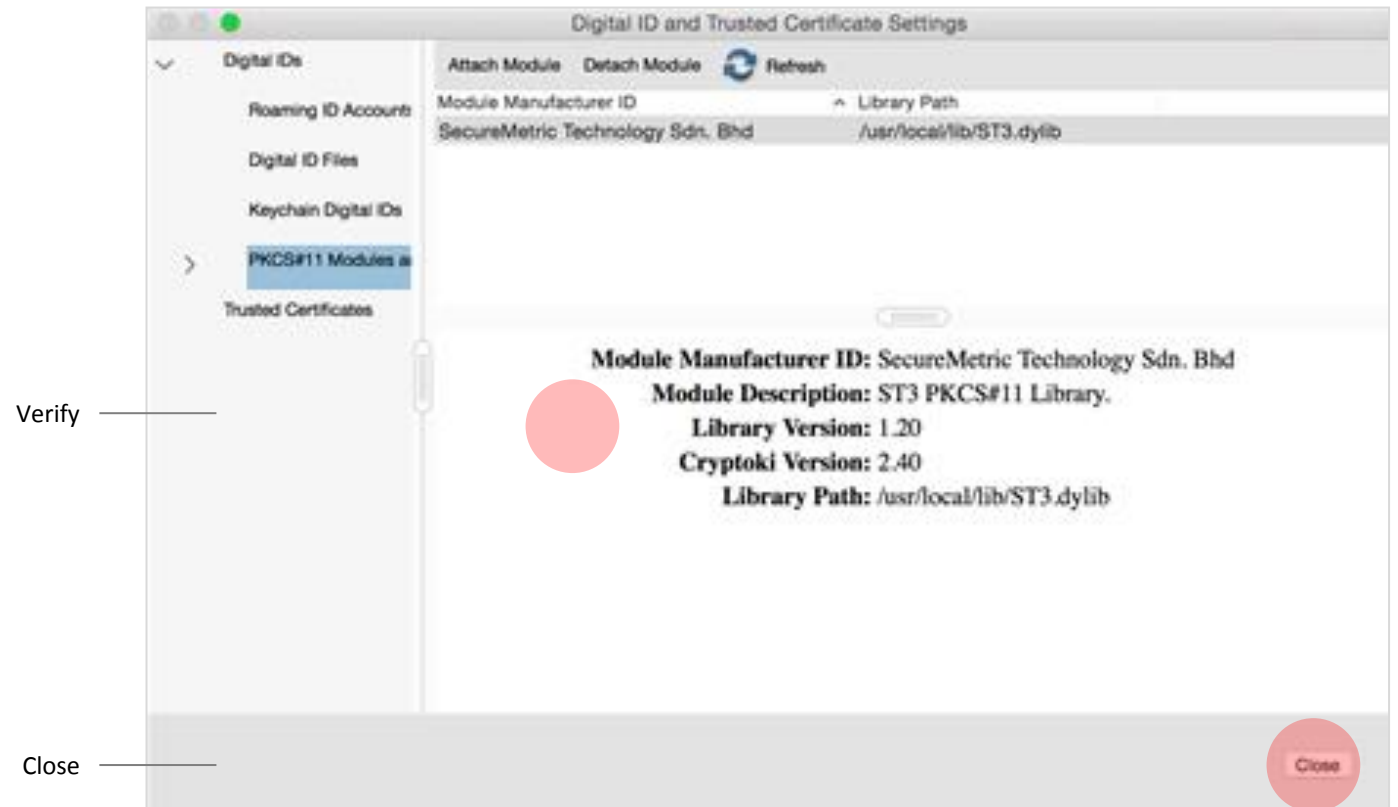 Digital ID and Trusted Certificate Settings
Digital IDs
Roaming ID Accounts
Digital ID Files
Keychain Digital IDs
PKCS#11 Modules a
Trusted Certificates
Attach Module Detach Module Refresh
Module Manufacturer ID Library Path
SecureMetric Technology Sdn. Bhd /usr/local/lib/ST3.dylib
Module Manufacturer ID: SecureMetric Technology Sdn. Bhd
Module Description: ST3 PKCS#11 Library.
Library Version: 1.20
Cryptoki Version: 2.40
Library Path: /usr/local/lib/ST3.dylib
Verify
Close
Close